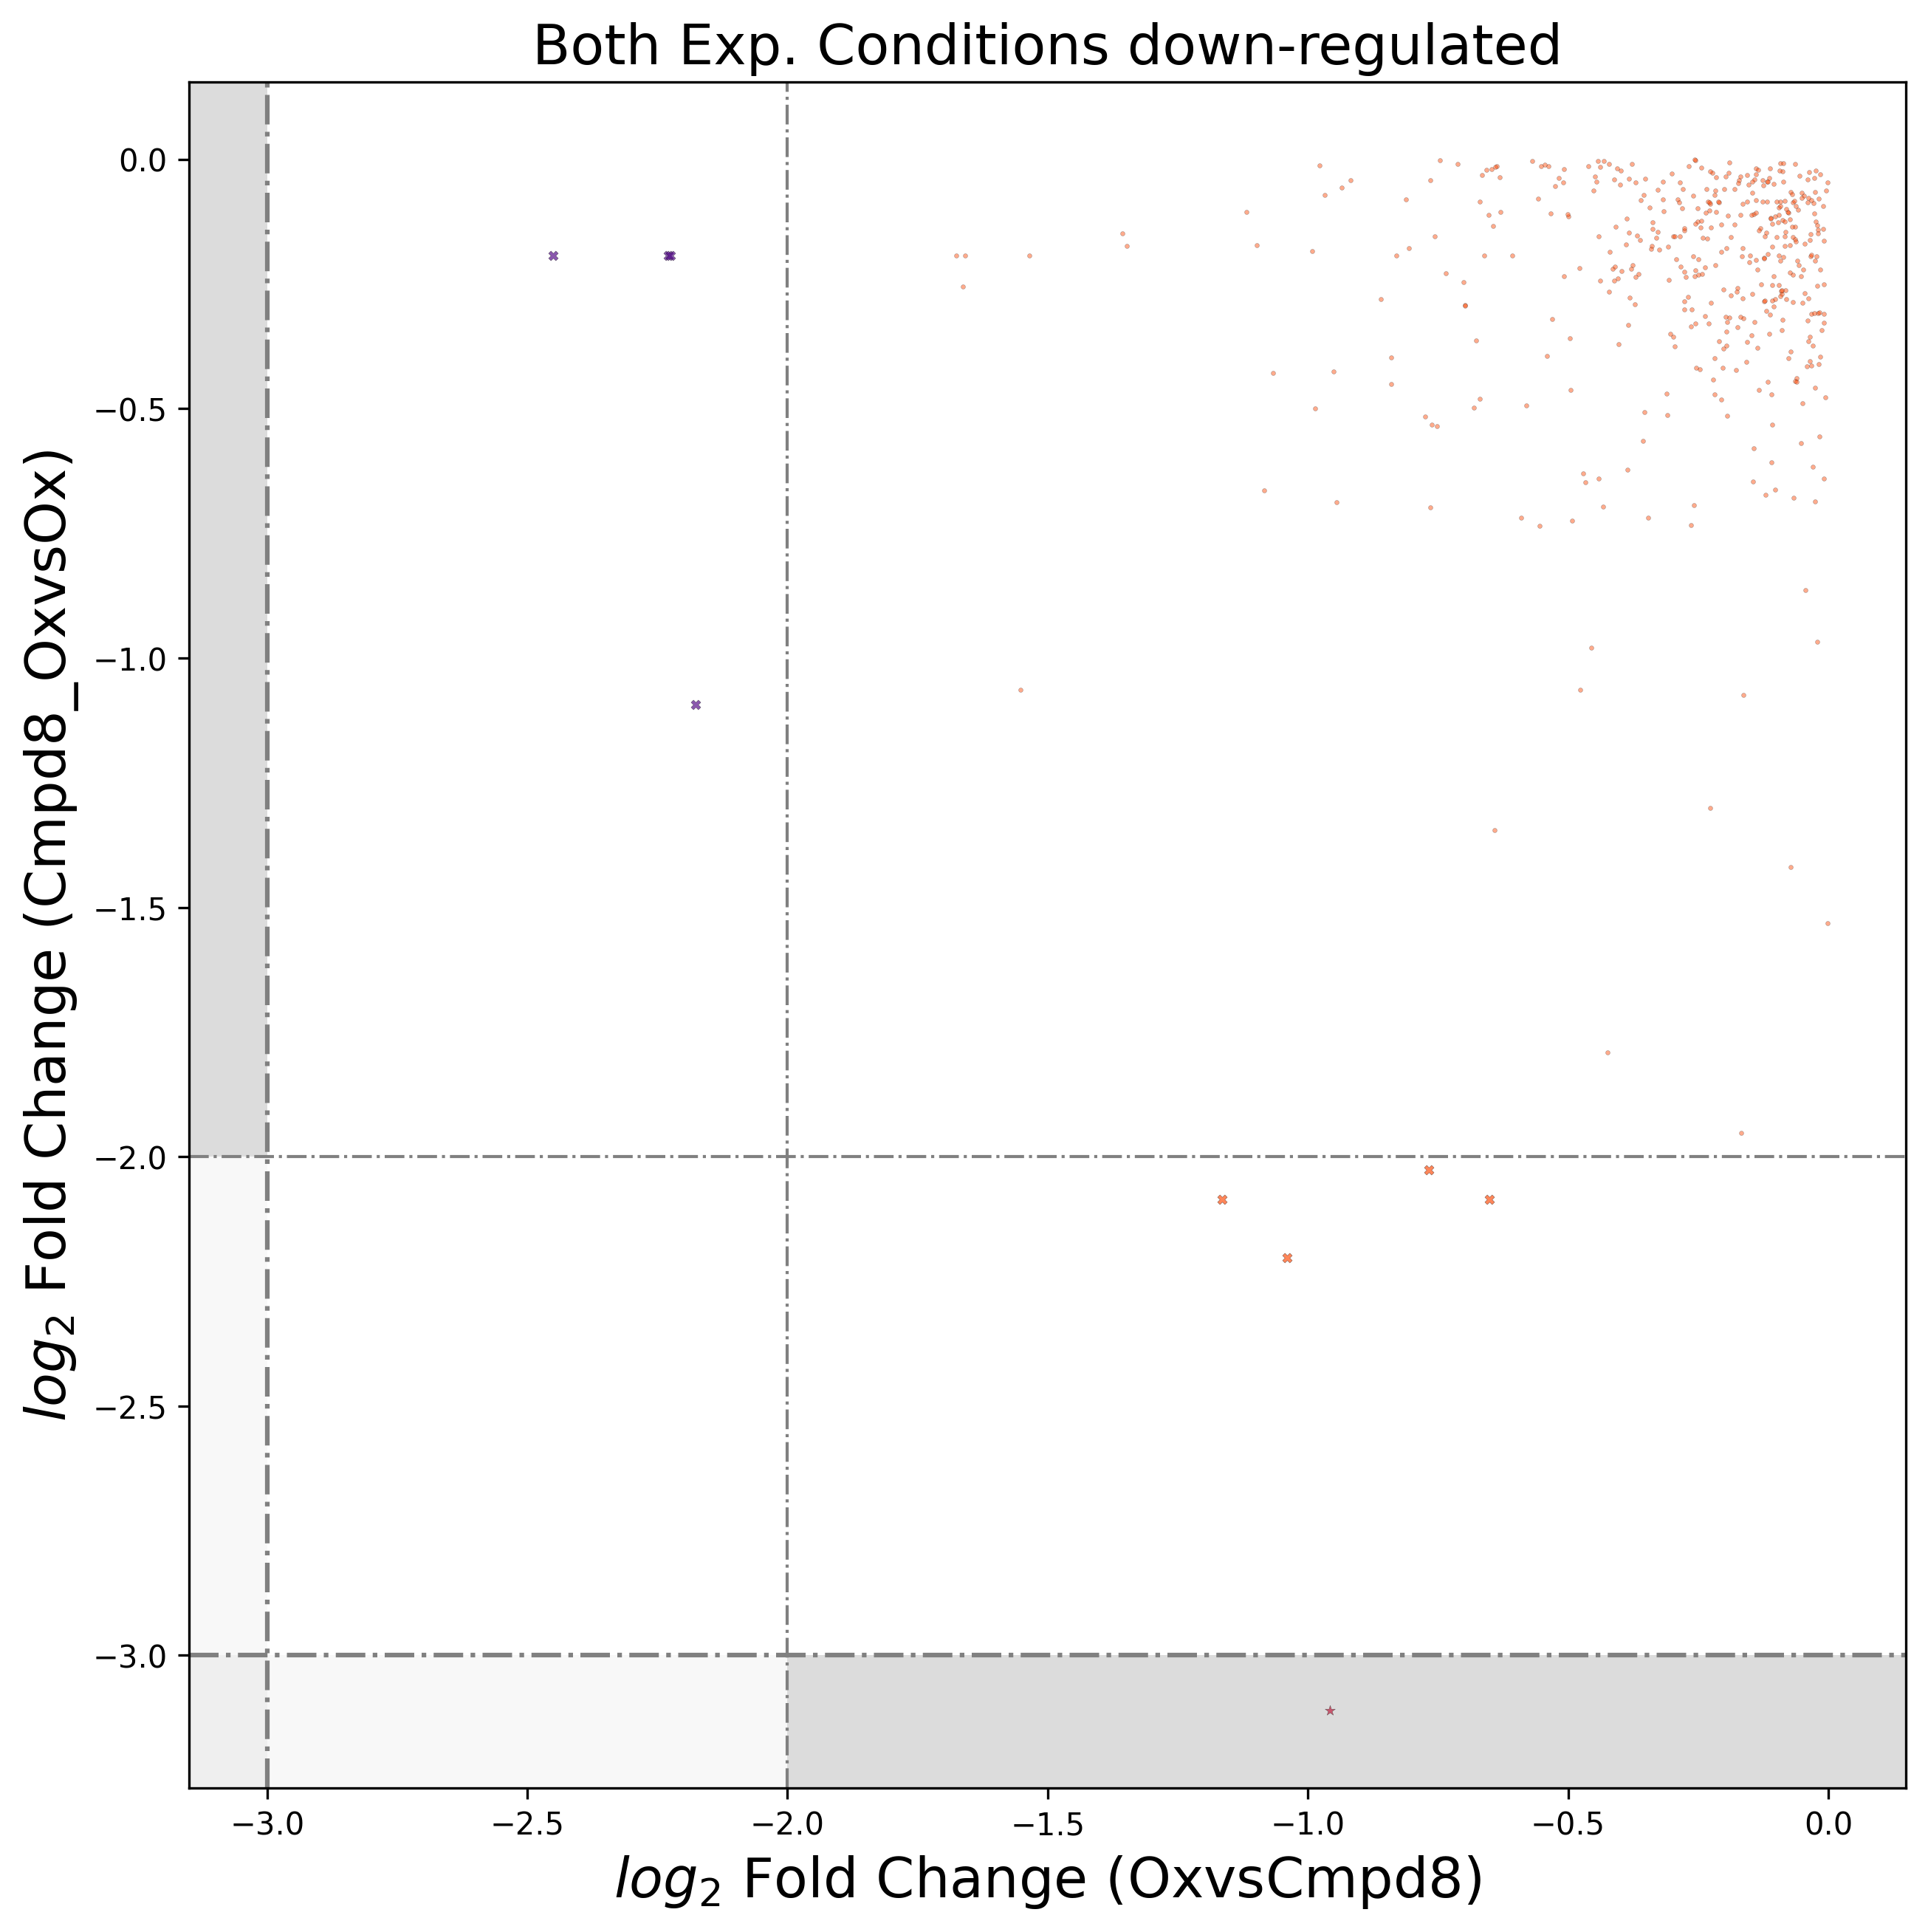 Both Exp. Conditions down-regulated
log2 Fold Change (Cmpd8_OxvsOx)
0.0
−0.5
−1.0
−1.5
−2.0
−2.5
−3.0
−3.0 −2.5 −2.0 −1.5 −1.0 −0.5 0.0
log2 Fold Change (OxvsCmpd8)